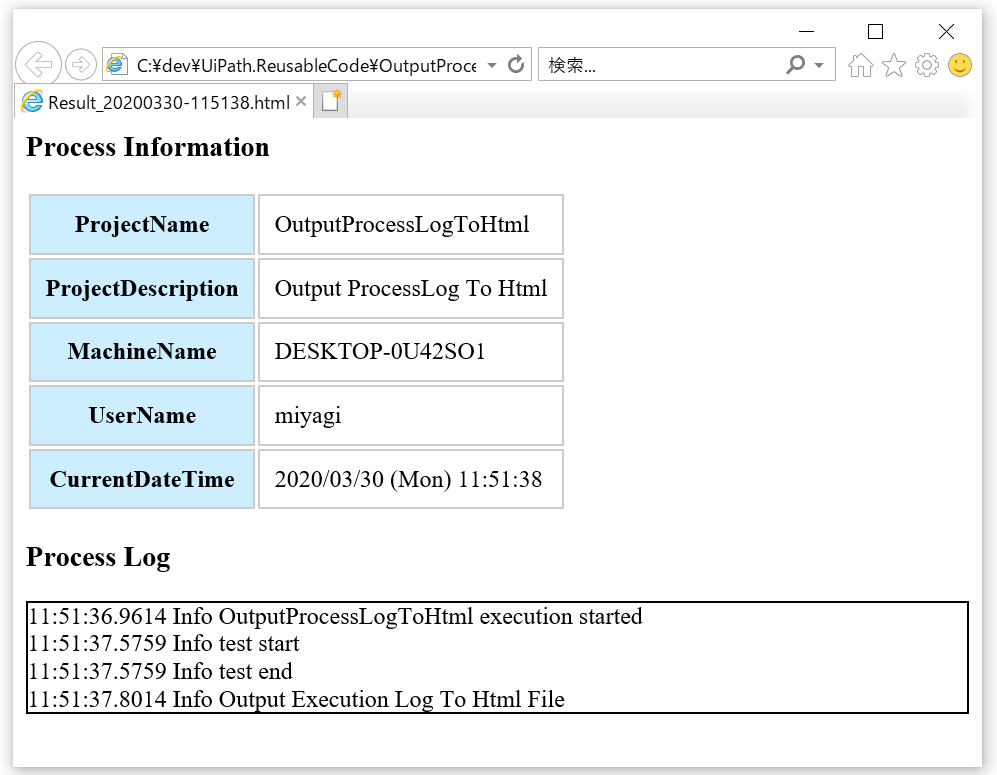 C:¥dev¥UiPath.ReusableCode¥OutputProce
検索...
Result_20200330-115138.html
Process Information
ProjectName OutputProcessLogToHtml
ProjectDescription Output ProcessLog To Html
MachineName DESKTOP-0U42SO1
UserName miyagi
CurrentDateTime 2020/03/30 (Mon) 11:51:38
Process Log
11:51:36.9614 Info OutputProcessLogToHtml execution started
11:51:37.5759 Info test start
11:51:37.5759 Info test end
11:51:37.8014 Info Output Execution Log To Html File